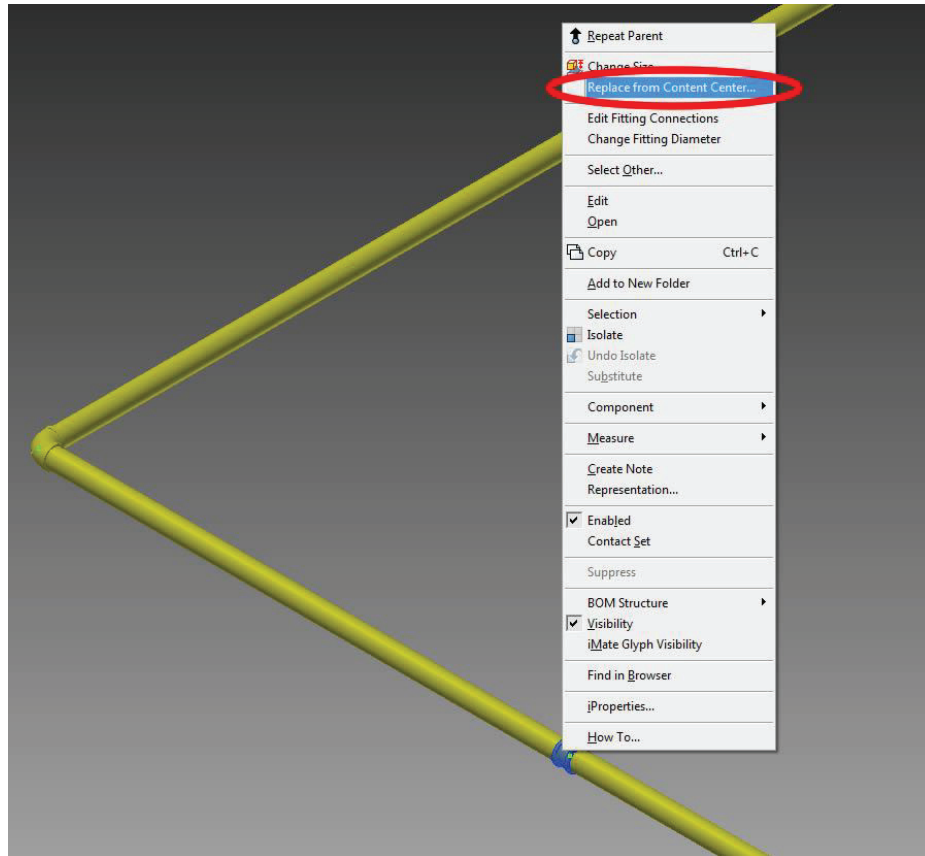 Repeat Parent
Change Size...
Replace from Content Center...
Edit Fitting Connections
Change Fitting Diameter
Select Other...
Edit
Open
Copy Ctrl+C
Add to New Folder
Selection
Isolate
Undo Isolate
Substitute
Component
Measure
Create Note
Representation...
Enabled
Contact Set
Suppress
BOM Structure
Visibility
iMate Glyph Visibility
Find in Browser
iProperties...
How To...